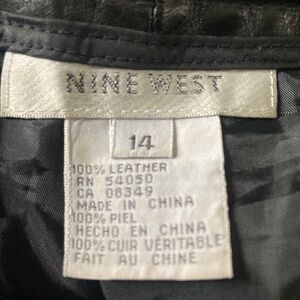 NINE WEST
14
100% LEATHER
RN 54050
CA 08349
MADE IN CHINA
100% PIEL
HECHO EN CHINA
100% CUIR VÉRITABLE
FAIT AU CHINE